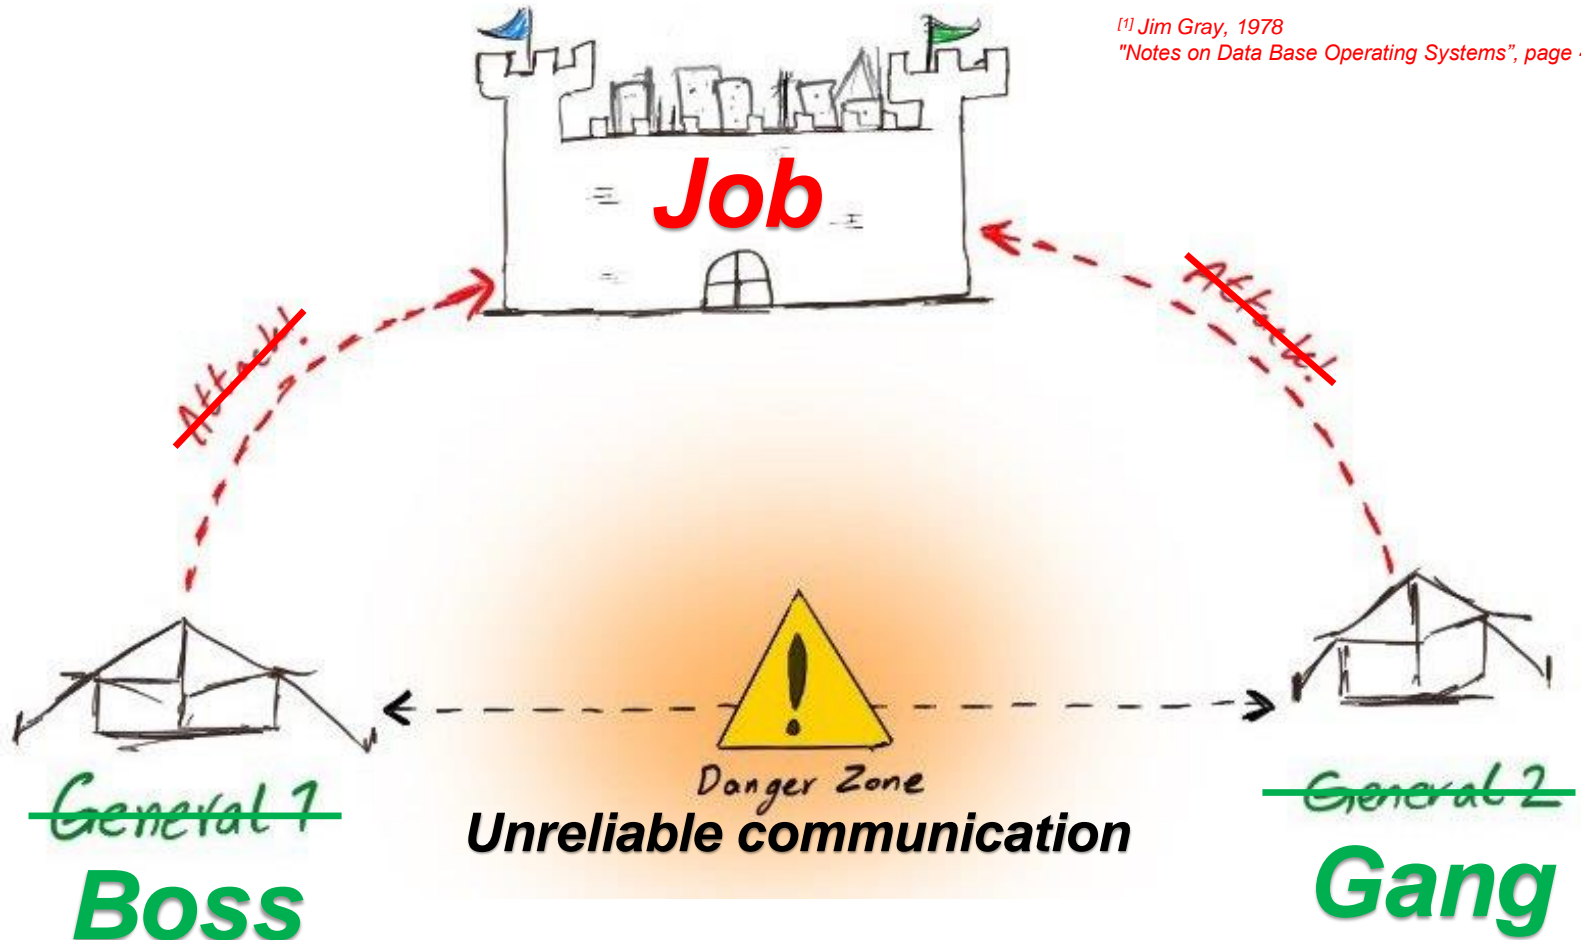 [1] Jim Gray, 1978
"Notes on Data Base Operating Systems", page
Job
Attack!
Attack!
Danger Zone
Unreliable communication
General 1
Boss
General 2
Gang